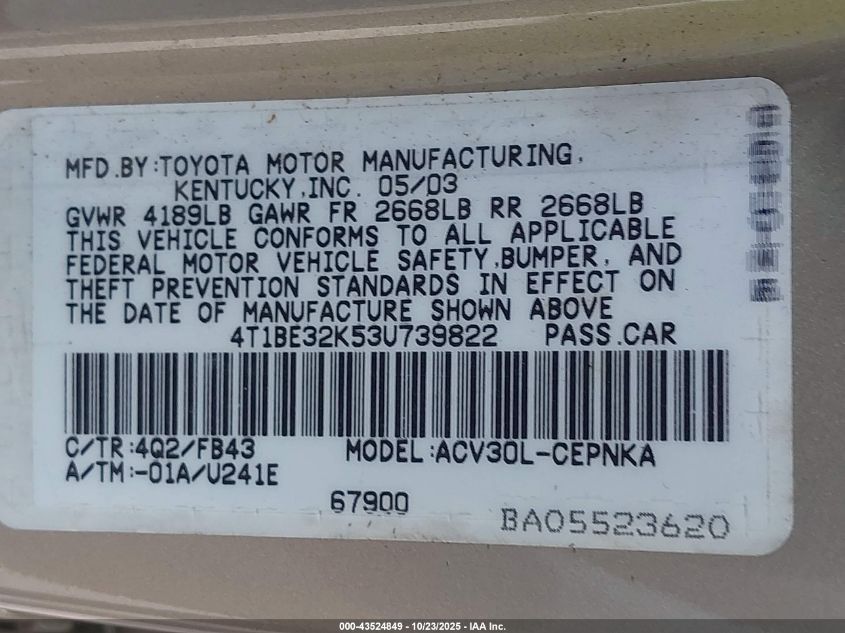 MFD.BY:TOYOTA MOTOR MANUFACTURING,
KENTUCKY,INC. 05/03
GVWR 4189LB GAWR FR 2668LB RR 2668LB
THIS VEHICLE CONFORMS TO ALL APPLICABLE
FEDERAL MOTOR VEHICLE SAFETY,BUMPER, AND
THEFT PREVENTION STANDARDS IN EFFECT ON
THE DATE OF MANUFACTURE SHOWN ABOVE
4T1BE32K53U739822 PASS.CAR
C/TR:4Q2/FB43 MODEL:ACV30L-CEPNKA
A/TM:-01A/U241E
67900
BA05523620
000-43524849 - 10/23/2025 - IAA Inc.